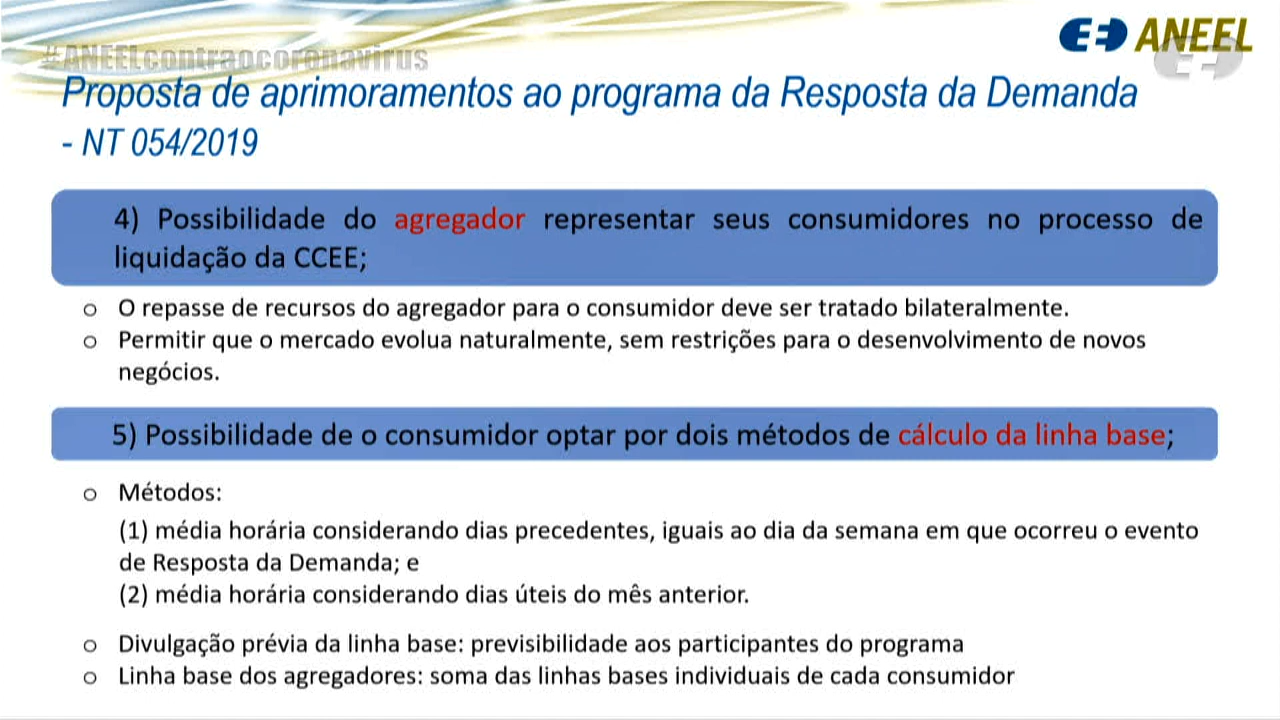 ANEEL
#ANEELcontraocoronavirus
Proposta de aprimoramentos ao programa da Resposta da Demanda
- NT 054/2019
4) Possibilidade do agregador representar seus consumidores no processo de
liquidação da CCEE;
o O repasse de recursos do agregador para o consumidor deve ser tratado bilateralmente.
o Permitir que o mercado evolua naturalmente, sem restrições para o desenvolvimento de novos
negócios.
5) Possibilidade de o consumidor optar por dois métodos de cálculo da linha base;
o Métodos:
(1) média horária considerando dias precedentes, iguais ao dia da semana em que ocorreu o evento
de Resposta da Demanda; e
(2) média horária considerando dias úteis do mês anterior.
o Divulgação prévia da linha base: previsibilidade aos participantes do programa
o Linha base dos agregadores: soma das linhas bases individuais de cada consumidor